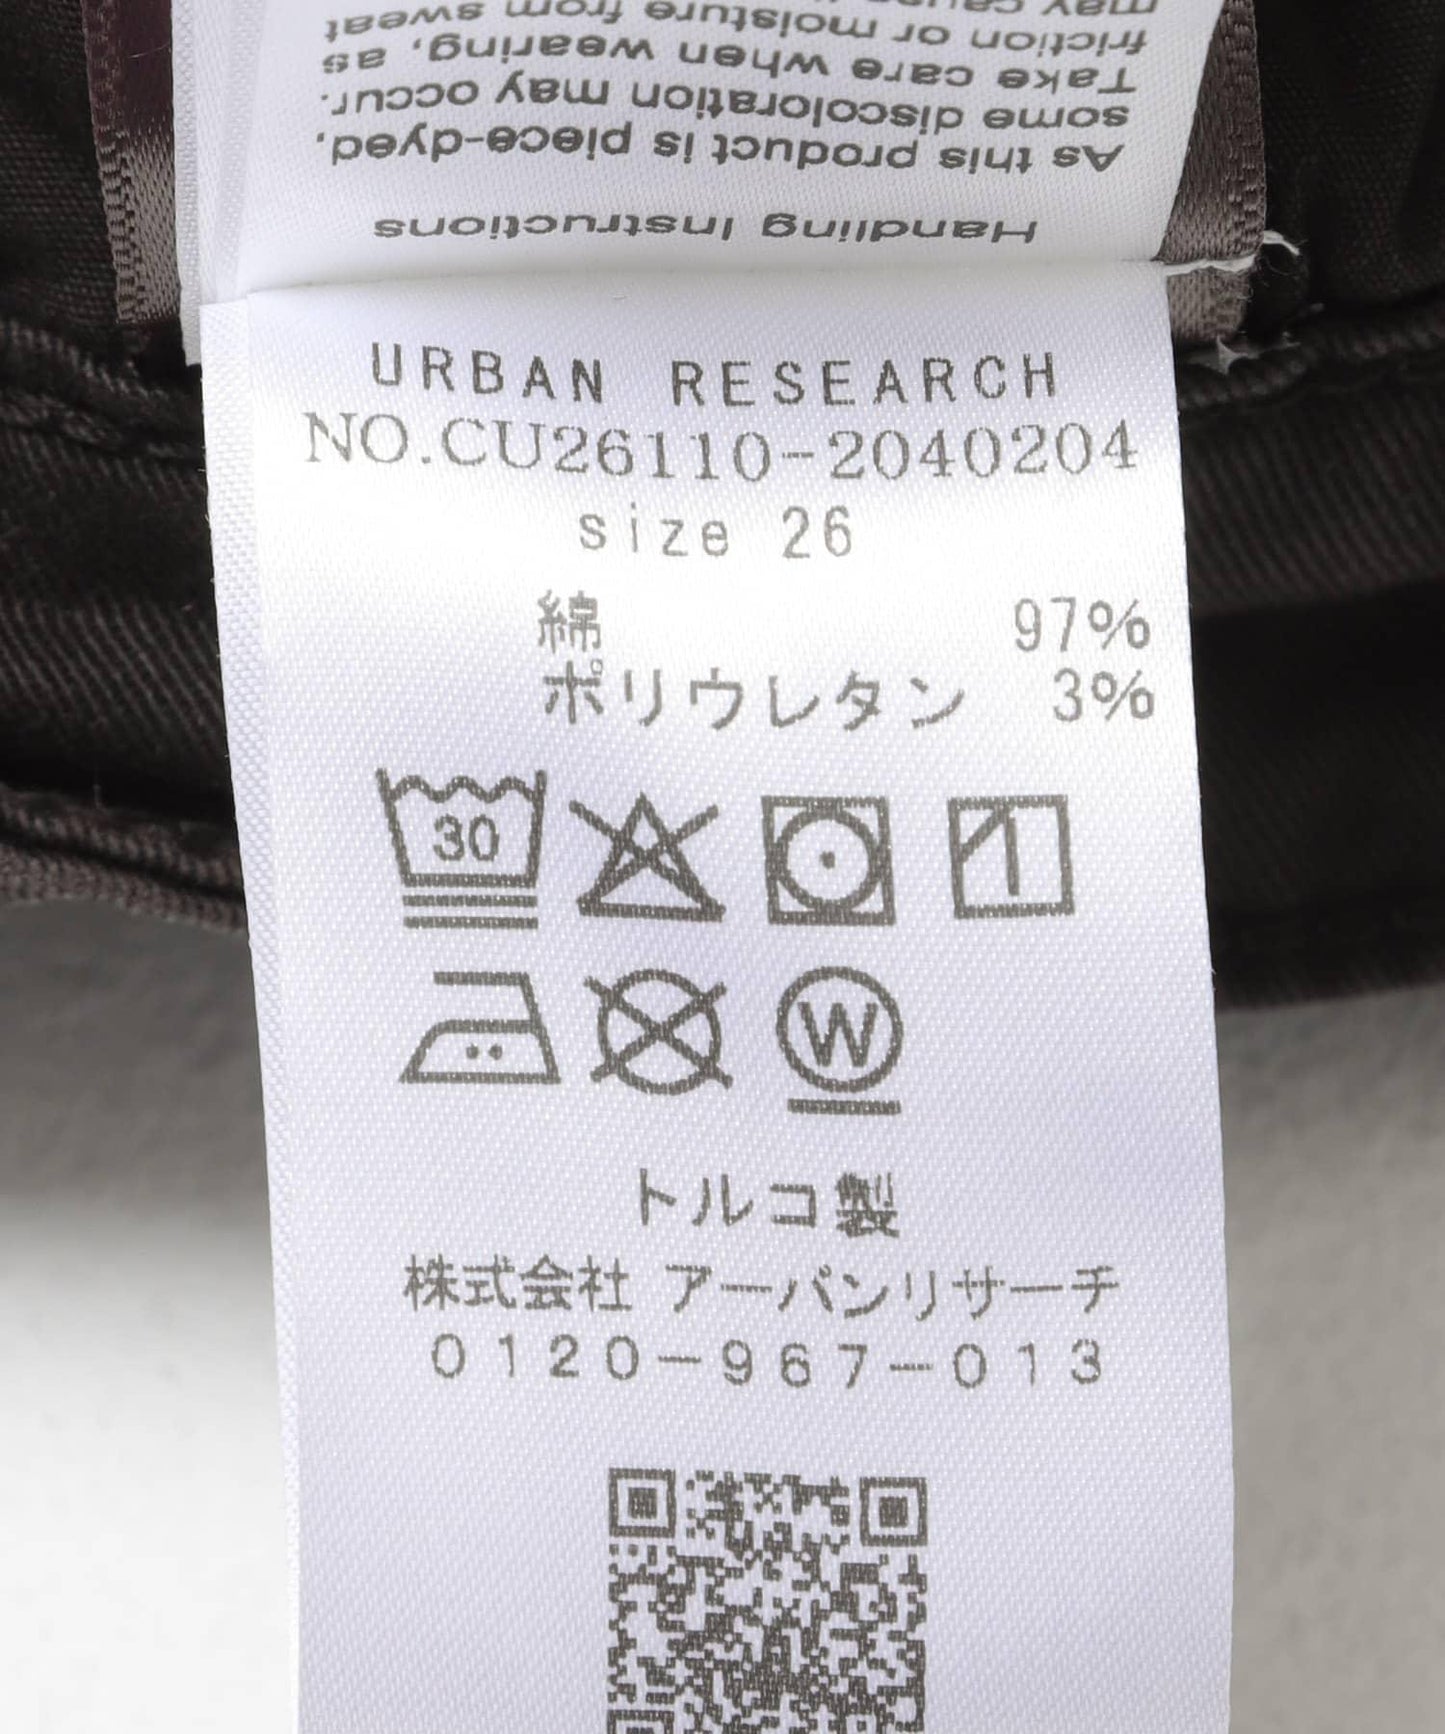 URBAN RESEARCH
NO.CU26110-2040204
size 26
綿 97%
ポリウレタン 3%
30
W
トルコ製
株式会社 アーバンリサーチ
0120-967-013
Handling Instructions
As this product is piece-dyed,
some discoloration may occur.
Take care when wearing, as
friction or moisture from sweat
may